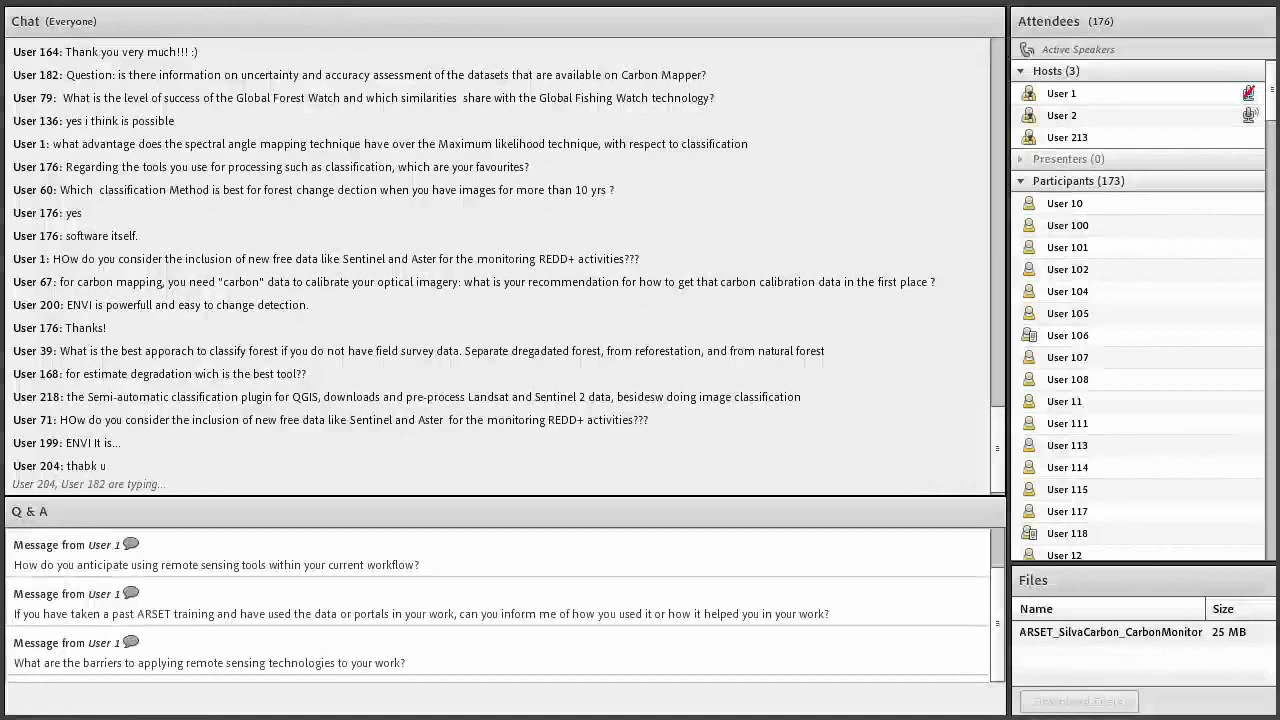 Chat (Everyone)
User 164: Thank you very much!!! :)
User 182: Question: is there information on uncertainty and accuracy assessment of the datasets that are available on Carbon Mapper?
User 79: What is the level of success of the Global Forest Watch and which similarities share with the Global Fishing Watch technology?
User 136: yes i think is possible
User 1: what advantage does the spectral angle mapping technique have over the Maximum likelihood technique, with respect to classification
User 176: Regarding the tools you use for processing such as classification, which are your favourites?
User 60: Which classification Method is best for forest change dection when you have images for more than 10 yrs ?
User 176: yes
User 176: software itself.
User 1: HOw do you consider the inclusion of new free data like Sentinel and Aster for the monitoring REDD+ activities???
User 67: for carbon mapping, you need "carbon" data to calibrate your optical imagery: what is your recommendation for how to get that carbon calibration data in the first place ?
User 200: ENVI is powerfull and easy to change detection.
User 176: Thanks!
User 39: What is the best apporach to classify forest if you do not have field survey data. Separate dregadated forest, from reforestation, and from natural forest
User 168: for estimate degradation wich is the best tool??
User 218: the Semi-automatic classification plugin for QGIS, downloads and pre-process Landsat and Sentinel 2 data, besidesw doing image classification
User 71: HOw do you consider the inclusion of new free data like Sentinel and Aster for the monitoring REDD+ activities???
User 199: ENVI It is...
User 204: thabk u
User 204, User 182 are typing...
Q & A
Message from User 1
How do you anticipate using remote sensing tools within your current workflow?
Message from User 1
If you have taken a past ARSET training and have used the data or portals in your work, can you inform me of how you used it or how it helped you in your work?
Message from User 1
What are the barriers to applying remote sensing technologies to your work?
Attendees (176)
Active Speakers
Hosts (3)
User 1
User 2
User 213
Presenters (0)
Participants (173)
User 10
User 100
User 101
User 102
User 104
User 105
User 106
User 107
User 108
User 11
User 111
User 113
User 114
User 115
User 117
User 118
User 12
Files
Name Size
ARSET_SilvaCarbon_CarbonMonitor 25 MB